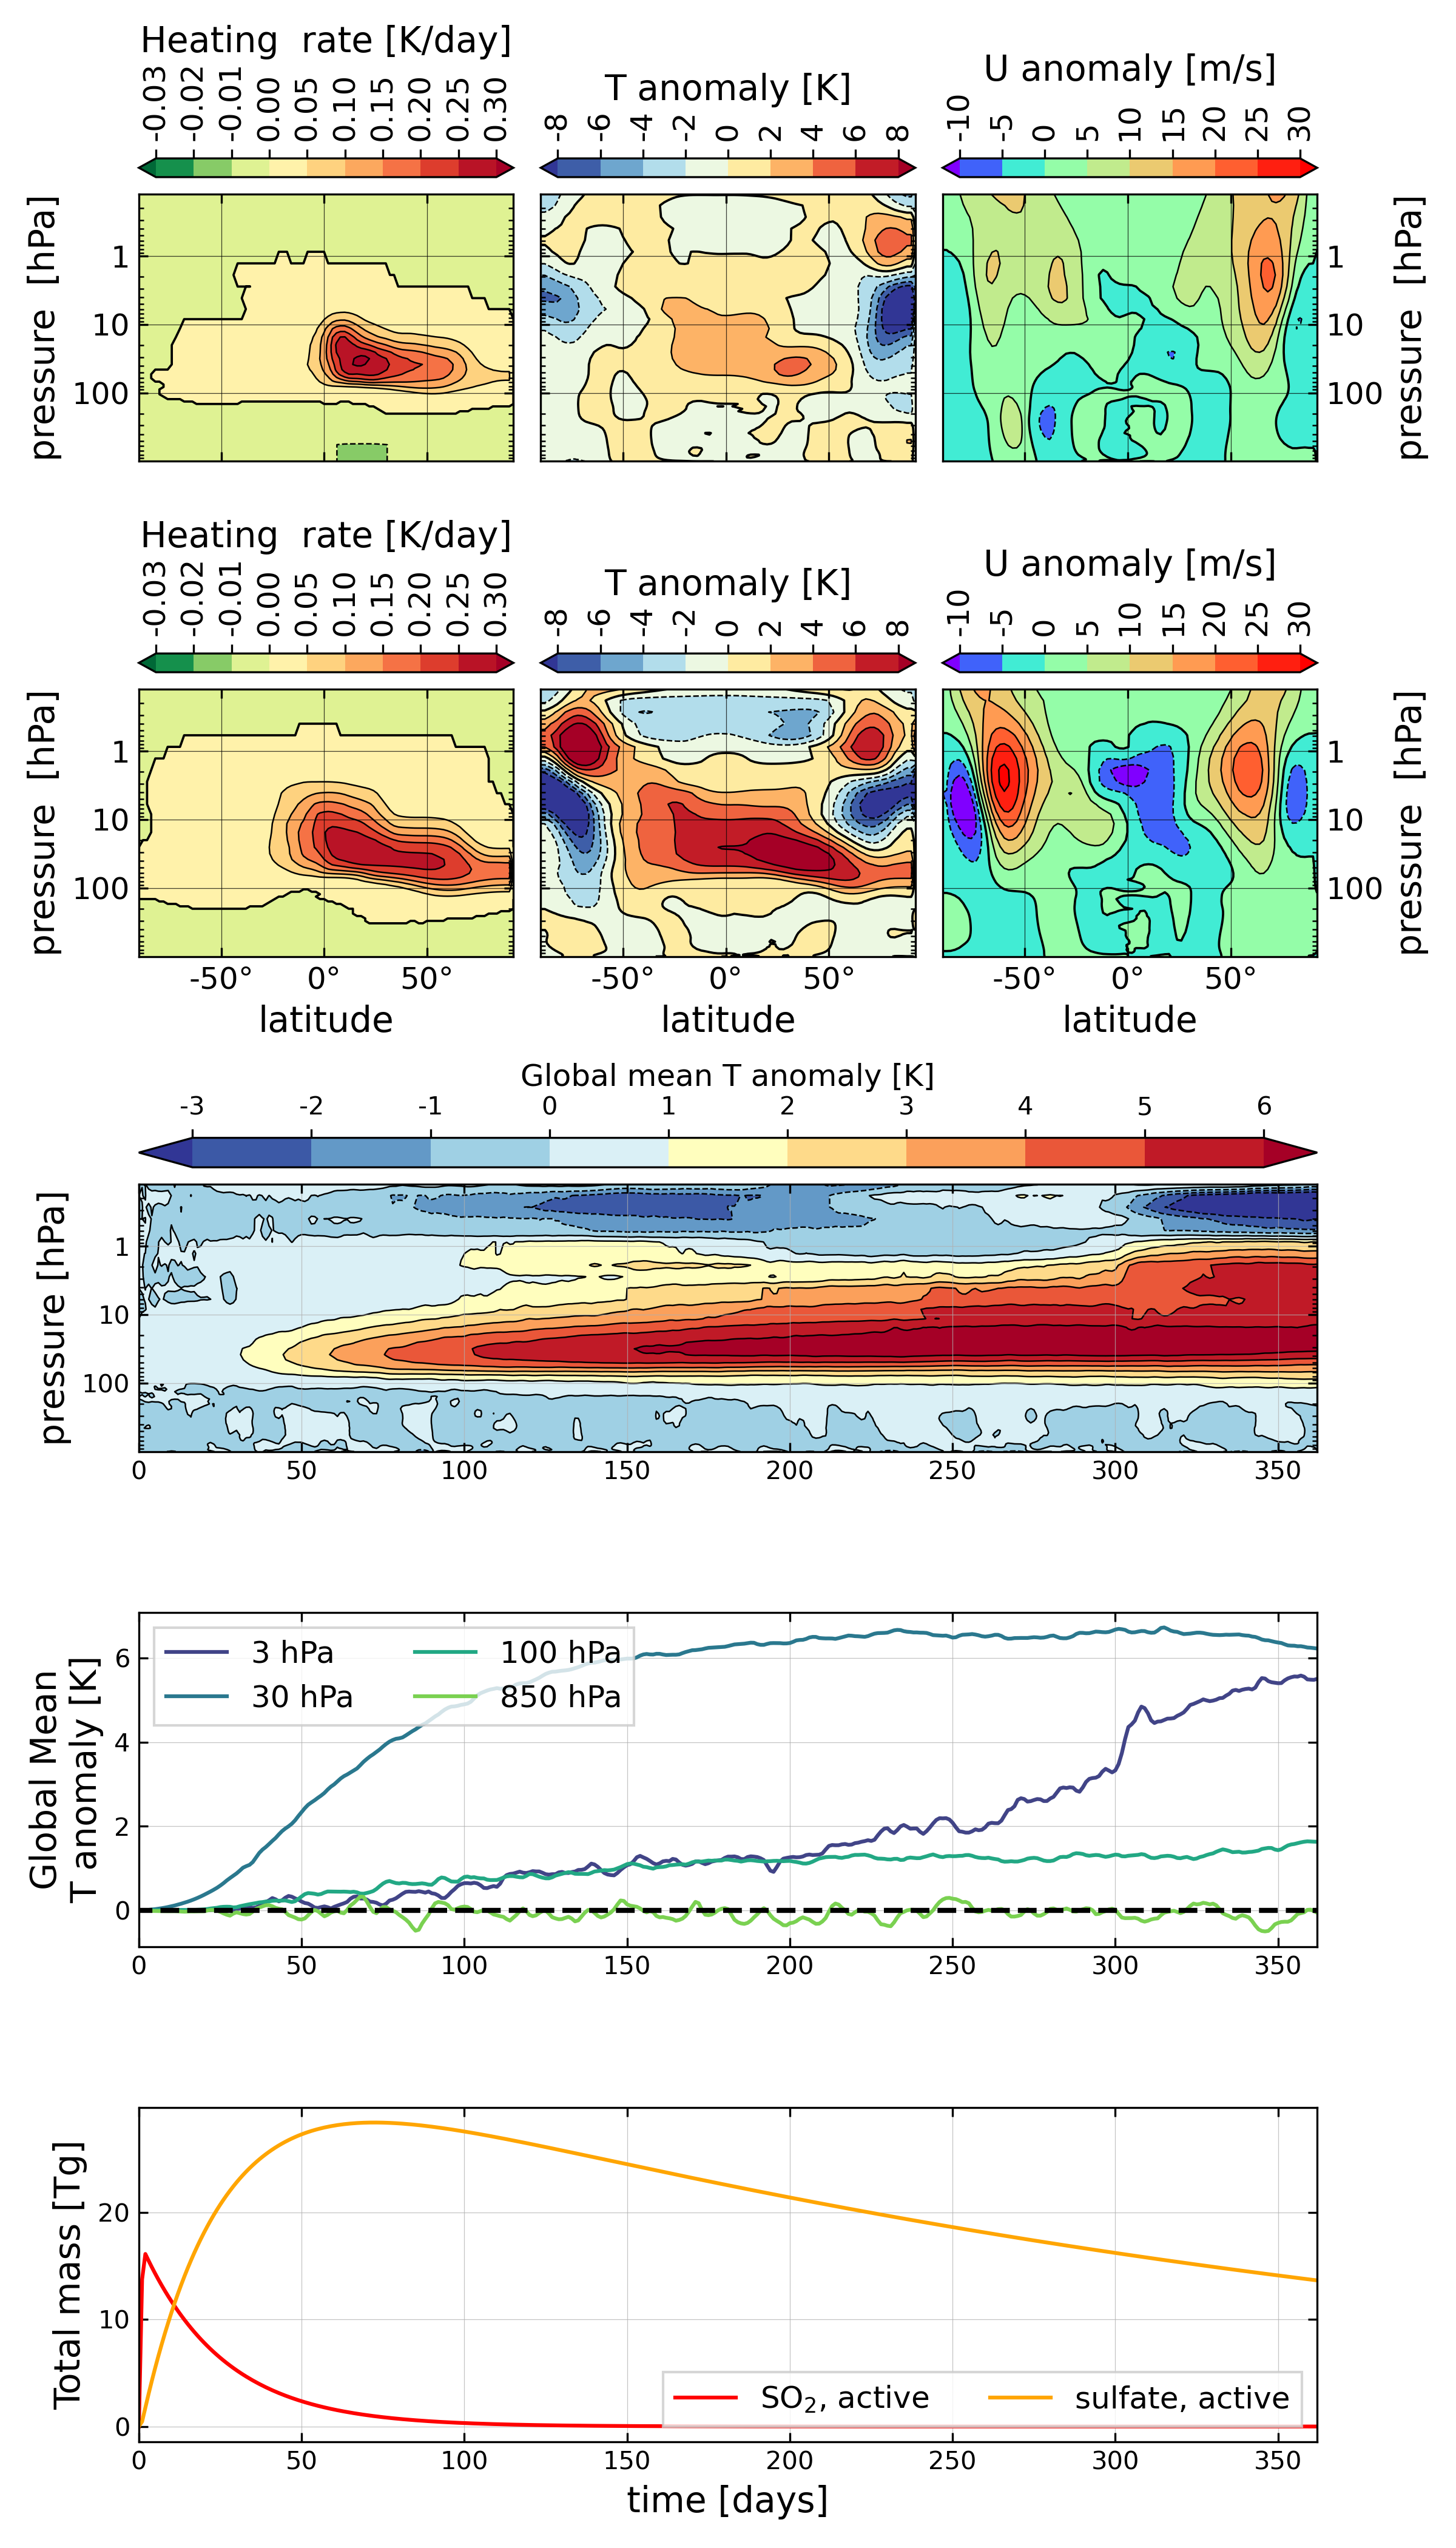 Heating  rate [K/day]
-0.03 -0.02 -0.01 0.00 0.05 0.10 0.15 0.20 0.25 0.30
T anomaly [K]
-8 -6 -4 -2 0 2 4 6 8
U anomaly [m/s]
-10 -5 0 5 10 15 20 25 30
pressure  [hPa]
1
10
100
1
10
100
pressure  [hPa]
Heating  rate [K/day]
-0.03 -0.02 -0.01 0.00 0.05 0.10 0.15 0.20 0.25 0.30
T anomaly [K]
-8 -6 -4 -2 0 2 4 6 8
U anomaly [m/s]
-10 -5 0 5 10 15 20 25 30
pressure  [hPa]
1
10
100
1
10
100
pressure  [hPa]
-50° 0° 50°
-50° 0° 50°
-50° 0° 50°
latitude
latitude
latitude
Global mean T anomaly [K]
-3 -2 -1 0 1 2 3 4 5 6
pressure [hPa]
1
10
100
0 50 100 150 200 250 300 350
Global Mean
T anomaly [K]
6
4
2
0
3 hPa
30 hPa
100 hPa
850 hPa
0 50 100 150 200 250 300 350
Total mass [Tg]
20
10
0
SO₂, active
sulfate, active
0 50 100 150 200 250 300 350
time [days]